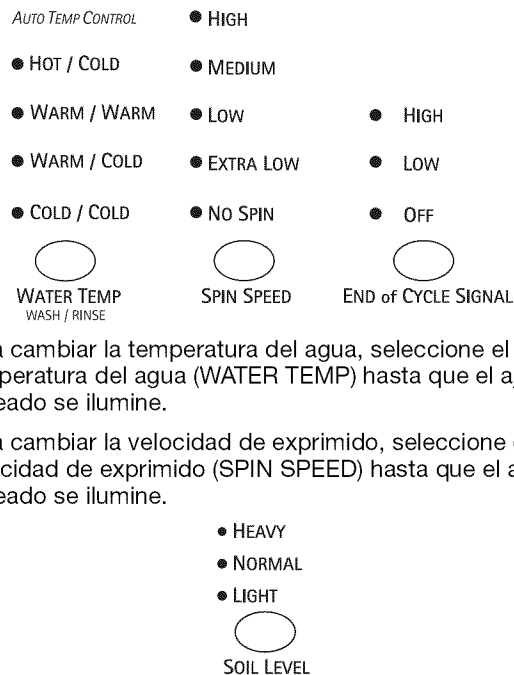 AUTO TEMP CONTROL
HOT / COLD
WARM / WARM
WARM / COLD
COLD / COLD
WATER TEMP
WASH / RINSE
HIGH
MEDIUM
LOW
EXTRA LOW
NO SPIN
SPIN SPEED
HIGH
LOW
OFF
END of CYCLE SIGNAL
cambiar la temperatura del agua, seleccione el
peratura del agua (WATER TEMP) hasta que el
eado se ilumine.
cambiar la velocidad de exprimido, seleccione
cidad de exprimido (SPIN SPEED) hasta que el
eado se ilumine.
HEAVY
NORMAL
LIGHT
SOIL LEVEL